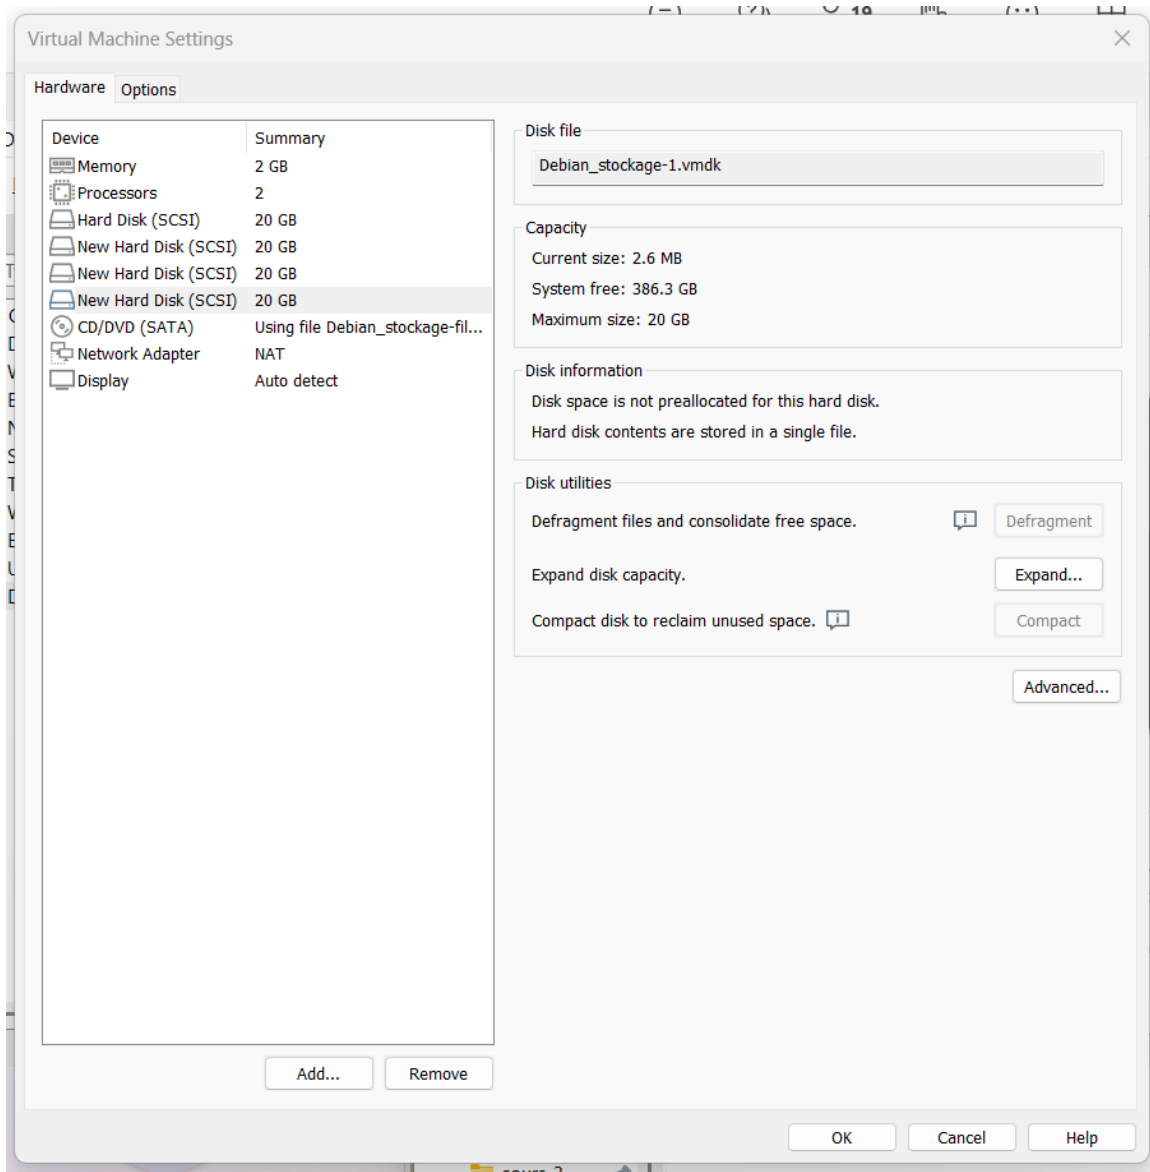 19
Virtual Machine Settings
Hardware Options
Device Summary
Memory 2 GB
Processors 2
Hard Disk (SCSI) 20 GB
New Hard Disk (SCSI) 20 GB
New Hard Disk (SCSI) 20 GB
New Hard Disk (SCSI) 20 GB
CD/DVD (SATA) Using file Debian_stockage-fil...
Network Adapter NAT
Display Auto detect
Add... Remove
Disk file
Debian_stockage-1.vmdk
Capacity
Current size: 2.6 MB
System free: 386.3 GB
Maximum size: 20 GB
Disk information
Disk space is not preallocated for this hard disk.
Hard disk contents are stored in a single file.
Disk utilities
Defragment files and consolidate free space. Defragment
Expand disk capacity. Expand...
Compact disk to reclaim unused space. Compact
Advanced...
OK Cancel Help